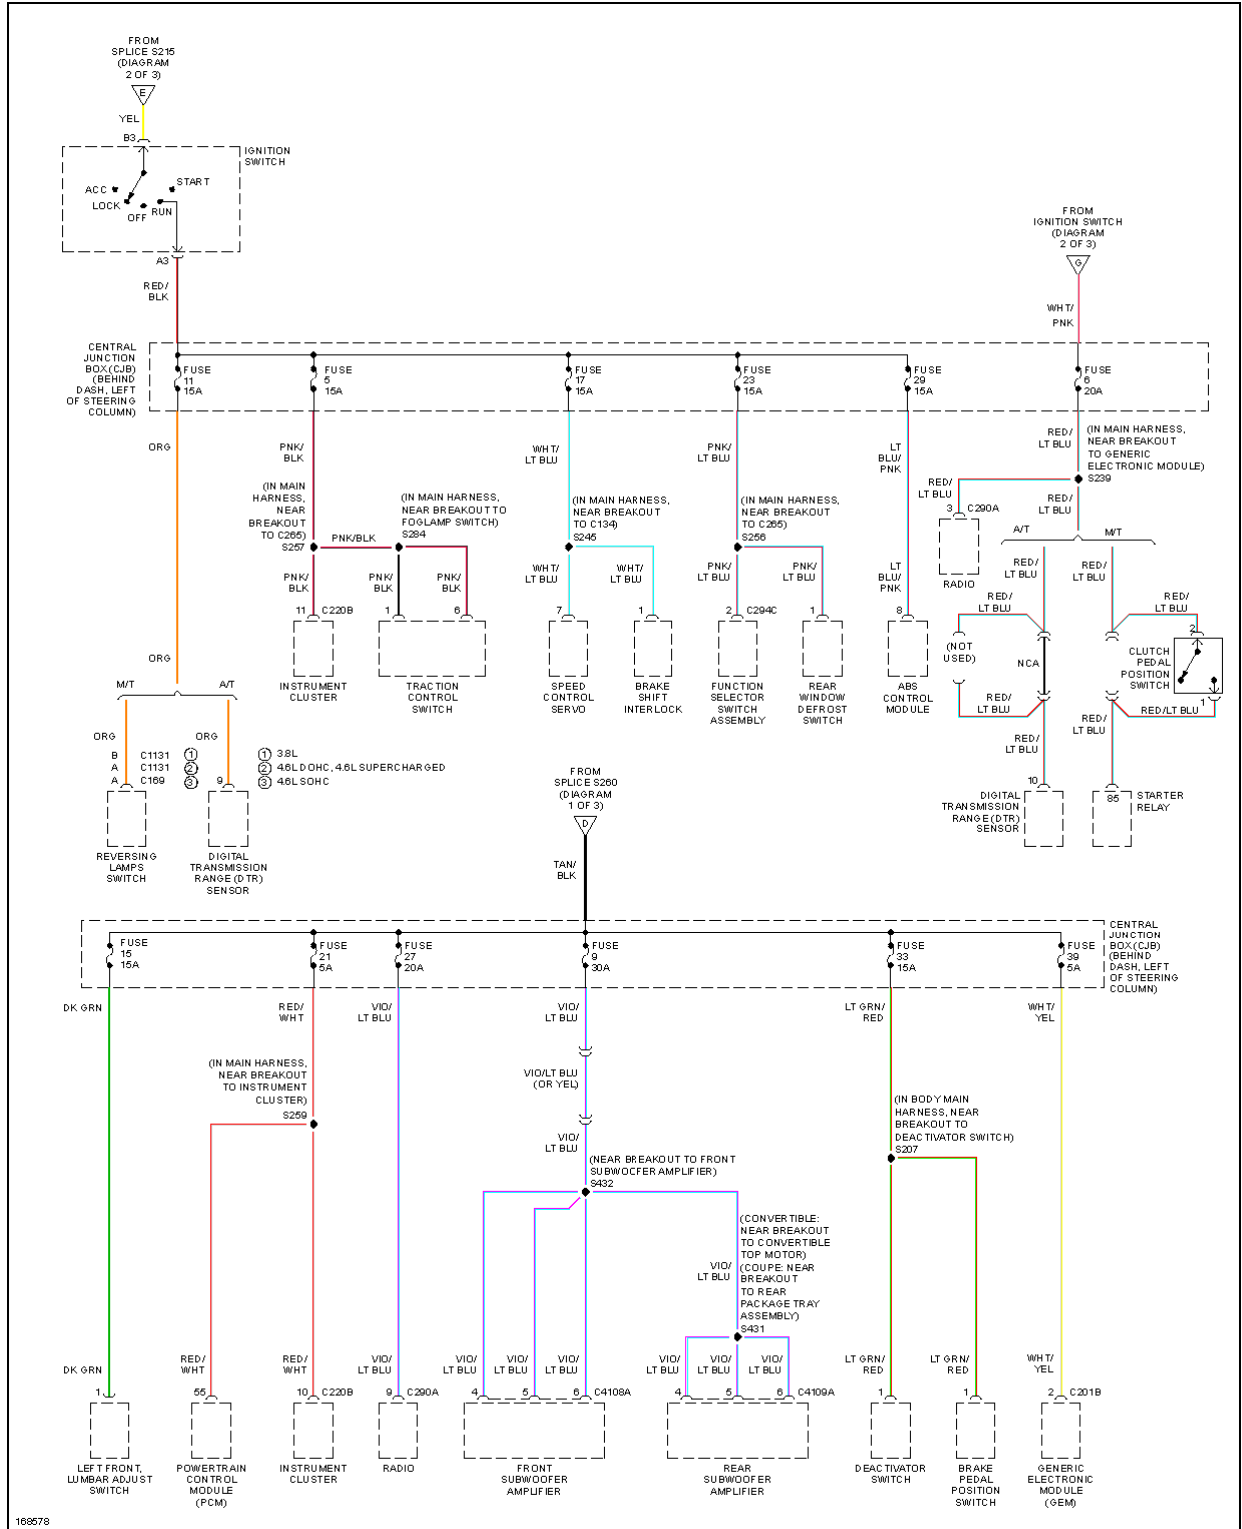 FROM
SPLICE S215
(DIAGRAM
2 OF 3)
E
YEL
B3
IGNITION
SWITCH
ACC
START
LOCK
OFF
RUN
A3
RED/
BLK
FROM
IGNITION SWITCH
(DIAGRAM
2 OF 3)
G
WHT/
PNK
CENTRAL
JUNCTION
BOX(CJB)
(BEHIND
DASH, LEFT
OF STEERING
COLUMN)
FUSE
11
15A
FUSE
5
15A
FUSE
17
15A
FUSE
23
15A
FUSE
29
15A
FUSE
6
20A
ORG
PNK/
BLK
WHT/
LT BLU
PNK/
LT BLU
LT
BLU/
PNK
RED/
LT BLU
(IN MAIN HARNESS,
NEAR BREAKOUT
TO GENERIC
ELECTRONIC MODULE)
S239
(IN MAIN
HARNESS,
NEAR
BREAKOUT
TO C265)
S257
(IN MAIN HARNESS,
NEAR BREAKOUT TO
FOGLAMP SWITCH)
S284
PNK/BLK
(IN MAIN HARNESS,
NEAR BREAKOUT
TO C134)
S245
(IN MAIN HARNESS,
NEAR BREAKOUT
TO C265)
S256
RED/
LT BLU
3 C290A
RADIO
RED/
LT BLU
A/T
M/T
PNK/
BLK
PNK/
BLK
PNK/
BLK
WHT/
LT BLU
WHT/
LT BLU
PNK/
LT BLU
PNK/
LT BLU
LT
BLU/
PNK
RED/
LT BLU
RED/
LT BLU
RED/
LT BLU
RED/
LT BLU
11 C220B
1
6
7
1
2 C294C
1
8
INSTRUMENT
CLUSTER
TRACTION
CONTROL
SWITCH
SPEED
CONTROL
SERVO
BRAKE
SHIFT
INTERLOCK
FUNCTION
SELECTOR
SWITCH
ASSEMBLY
REAR
WINDOW
DEFROST
SWITCH
ABS
CONTROL
MODULE
(NOT
USED)
NCA
2
CLUTCH
PEDAL
POSITION
SWITCH
1
RED/
LT BLU
RED/LT BLU
RED/
LT BLU
RED/
LT BLU
10
DIGITAL
TRANSMISSION
RANGE (DTR)
SENSOR
85
STARTER
RELAY
ORG
M/T
A/T
ORG
ORG
B C1131 1
A C1131 2
A C169 3
9
1 3.8L
2 4.6L DOHC, 4.6L SUPERCHARGED
3 4.6L SOHC
REVERSING
LAMPS
SWITCH
DIGITAL
TRANSMISSION
RANGE (DTR)
SENSOR
FROM
SPLICE S260
(DIAGRAM
1 OF 3)
D
TAN/
BLK
CENTRAL
JUNCTION
BOX(CJB)
(BEHIND
DASH, LEFT
OF STEERING
COLUMN)
FUSE
15
15A
FUSE
21
5A
FUSE
27
20A
FUSE
9
30A
FUSE
33
15A
FUSE
39
5A
DK GRN
RED/
WHT
VIO/
LT BLU
VIO/
LT BLU
LT GRN/
RED
WHT/
YEL
(IN MAIN HARNESS,
NEAR BREAKOUT
TO INSTRUMENT
CLUSTER)
S259
VIO/LT BLU
(OR YEL)
VIO/
LT BLU
(NEAR BREAKOUT TO FRONT
SUBWOOFER AMPLIFIER)
S432
(IN BODY MAIN
HARNESS, NEAR
BREAKOUT TO
DEACTIVATOR SWITCH)
S207
(CONVERTIBLE:
NEAR BREAKOUT
TO CONVERTIBLE
TOP MOTOR)
(COUPE: NEAR
BREAKOUT
TO REAR
PACKAGE TRAY
ASSEMBLY)
S431
VIO/
LT BLU
DK GRN
RED/
WHT
RED/
WHT
VIO/
LT BLU
VIO/
LT BLU
VIO/
LT BLU
VIO/
LT BLU
VIO/
LT BLU
VIO/
LT BLU
VIO/
LT BLU
LT GRN/
RED
LT GRN/
RED
WHT/
YEL
1
55
10 C220B
9 C290A
4
5
6 C4108A
4
5
6 C4109A
1
1
2 C201B
LEFT FRONT,
LUMBAR ADJUST
SWITCH
POWERTRAIN
CONTROL
MODULE
(PCM)
INSTRUMENT
CLUSTER
RADIO
FRONT
SUBWOOFER
AMPLIFIER
REAR
SUBWOOFER
AMPLIFIER
DEACTIVATOR
SWITCH
BRAKE
PEDAL
POSITION
SWITCH
GENERIC
ELECTRONIC
MODULE
(GEM)
168578